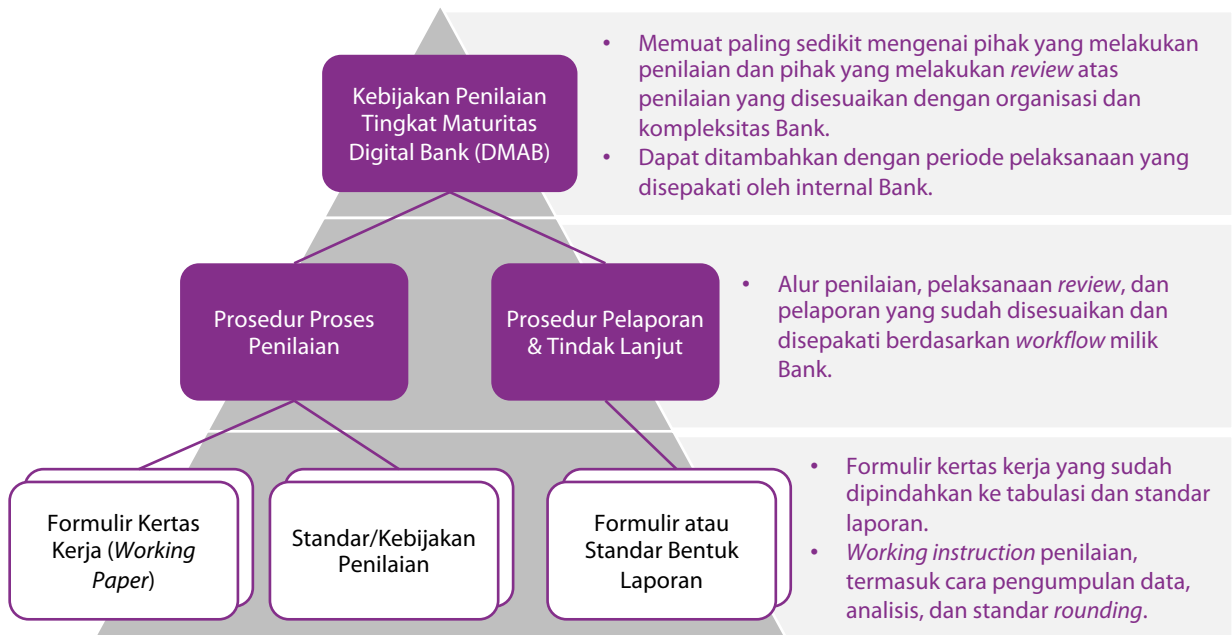 Kebijakan Penilaian
Tingkat Maturitas
Digital Bank (DMAB)
• Memuat paling sedikit mengenai pihak yang melakukan
penilaian dan pihak yang melakukan review atas
penilaian yang disesuaikan dengan organisasi dan
kompleksitas Bank.
• Dapat ditambahkan dengan periode pelaksanaan yang
disepakati oleh internal Bank.
Prosedur Proses
Penilaian
Prosedur Pelaporan
& Tindak Lanjut
• Alur penilaian, pelaksanaan review, dan
pelaporan yang sudah disesuaikan dan
disepakati berdasarkan workflow milik
Bank.
Formulir Kertas
Kerja (Working
Paper)
Standar/Kebijakan
Penilaian
Formulir atau
Standar Bentuk
Laporan
• Formulir kertas kerja yang sudah
dipindahkan ke tabulasi dan standar
laporan.
• Working instruction penilaian,
termasuk cara pengumpulan data,
analisis, dan standar rounding.